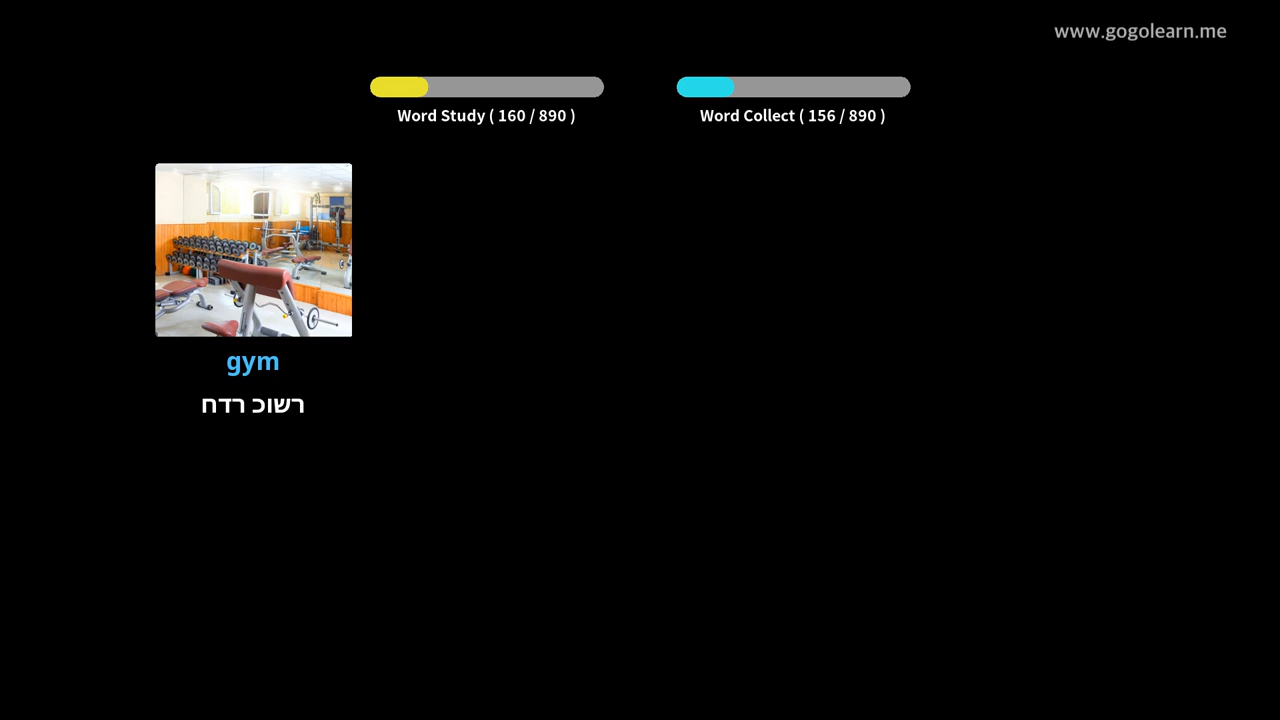 www.gogolearn.me
Word Study ( 160 / 890 )
Word Collect ( 156 / 890 )
gym
רשוכ רדח